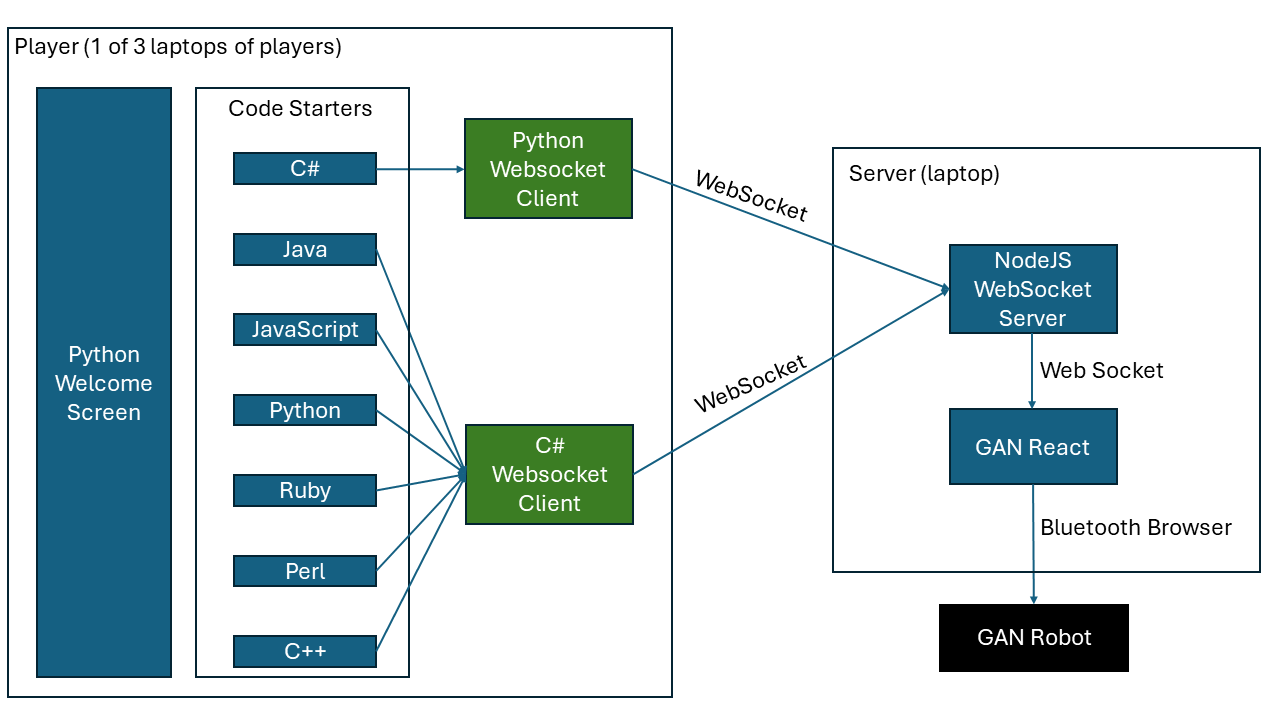 Player (1 of 3 laptops of players)
Python
Welcome
Screen
Code Starters
C#
Java
JavaScript
Python
Ruby
Perl
C++
Python
Websocket
Client
C#
Websocket
Client
WebSocket
WebSocket
Server (laptop)
NodeJS
WebSocket
Server
Web Socket
GAN React
Bluetooth Browser
GAN Robot